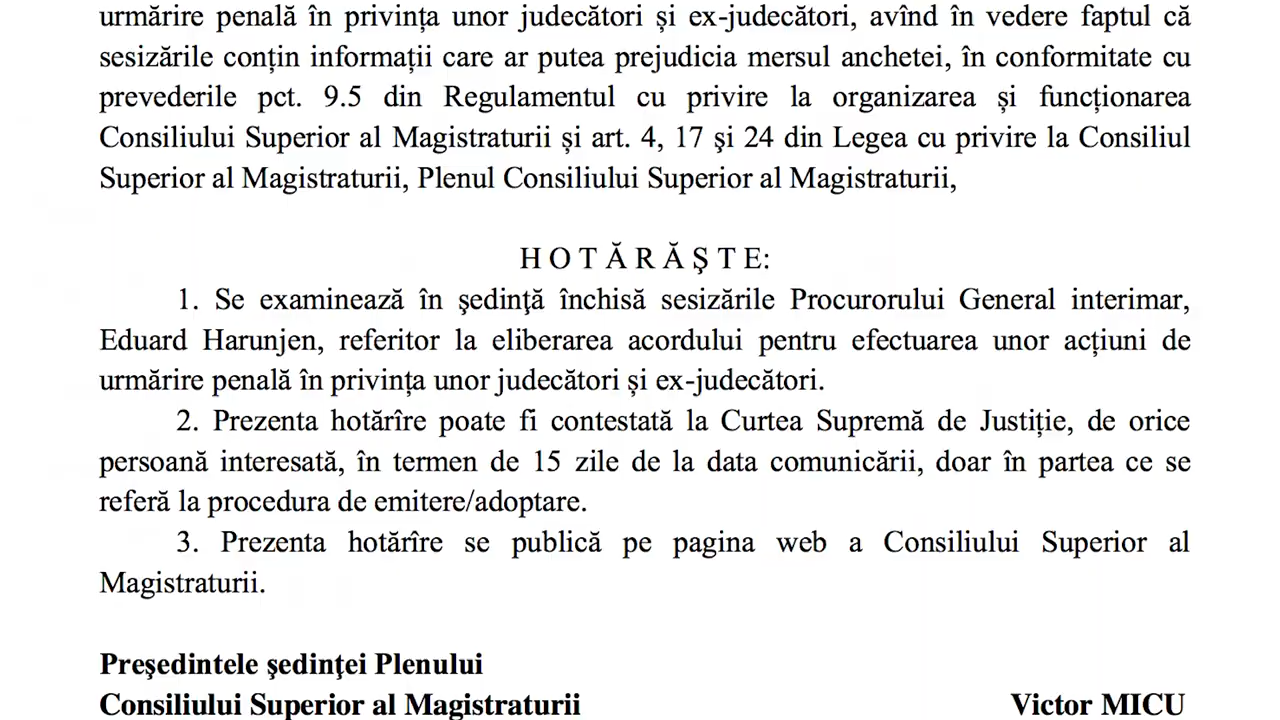 urmărire penală în privința unor judecători și ex-judecători, avînd în vedere faptul că
sesizările conțin informații care ar putea prejudicia mersul anchetei, în conformitate cu
prevederile pct. 9.5 din Regulamentul cu privire la organizarea și funcționarea
Consiliului Superior al Magistraturii și art. 4, 17 şi 24 din Legea cu privire la Consiliul
Superior al Magistraturii, Plenul Consiliului Superior al Magistraturii,
H O T Ă R Ă Ş T E:
1. Se examinează în şedinţă închisă sesizările Procurorului General interimar,
Eduard Harunjen, referitor la eliberarea acordului pentru efectuarea unor acțiuni de
urmărire penală în privința unor judecători și ex-judecători.
2. Prezenta hotărîre poate fi contestată la Curtea Supremă de Justiție, de orice
persoană interesată, în termen de 15 zile de la data comunicării, doar în partea ce se
referă la procedura de emitere/adoptare.
3. Prezenta hotărîre se publică pe pagina web a Consiliului Superior al
Magistraturii.
Preşedintele şedinţei Plenului
Consiliului Superior al Magistraturii Victor MICU